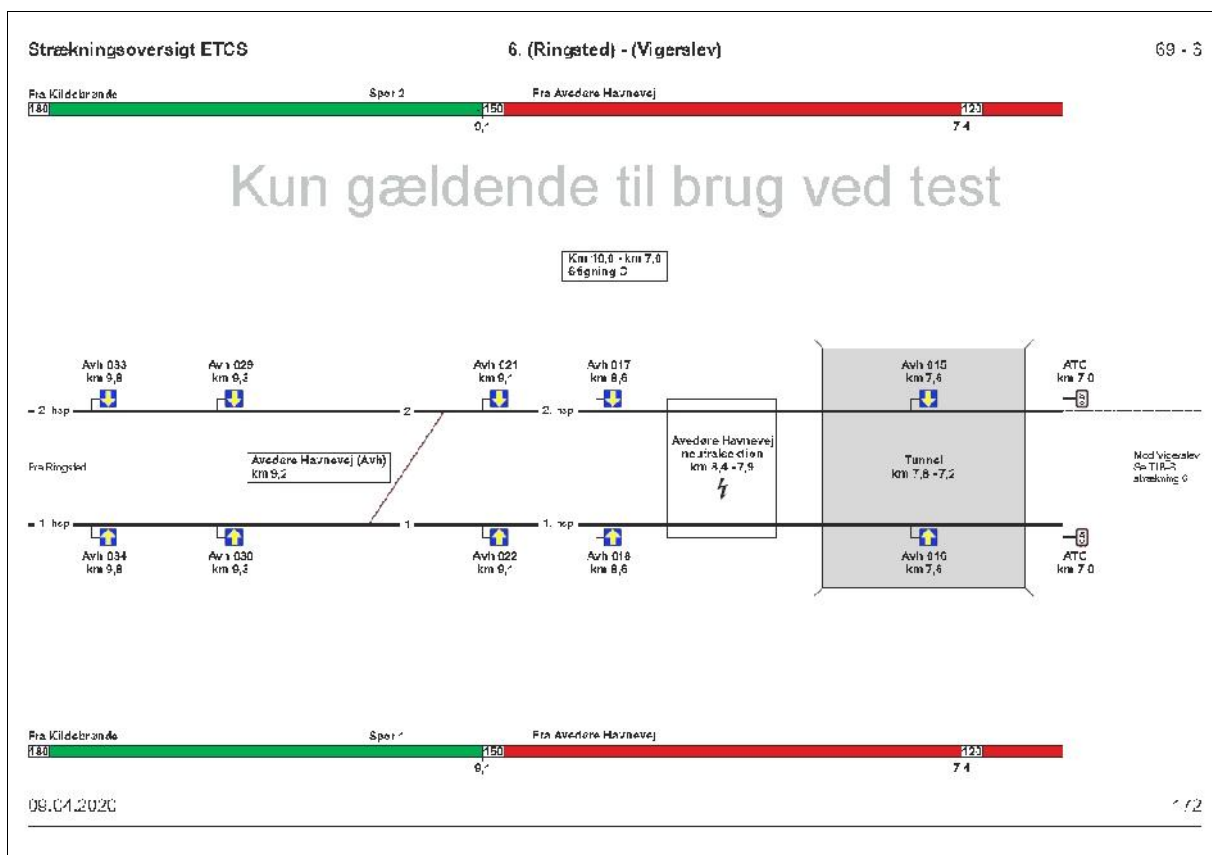 Strækningsoversigt ETCS
6. (Ringsted) - (Vigerslev)
69 - 6
Fra Kildebrønde
Spor 2
Fra Avedøre Havnevej
180
150
120
9,1
7.4
Kun gældende til brug ved test
Km 10,0 - km 7,0
Stigning 0
Avh 033
km 9,8
Avh 029
km 9,3
Avh 021
km 9,1
Avh 017
km 8,6
Avh 015
km 7,6
ATC
km 7.0
2. hsp
2
2. hsp
Fra Ringsted
Avedøre Havnevej (Avh)
km 9,2
Avedøre Havnevej
neutralsektion
km 8,4 -7,9
Tunnel
km 7,8 -7,2
Mod Vigerslev
Se TIB-S
strækning 6
1. hsp
1
1. hsp
Avh 034
km 9,8
Avh 030
km 9,3
Avh 022
km 9,1
Avh 018
km 8,6
Avh 016
km 7,6
ATC
km 7.0
Fra Kildebrønde
Spor 1
Fra Avedøre Havnevej
180
150
120
9,1
7.4
09.04.2020
172